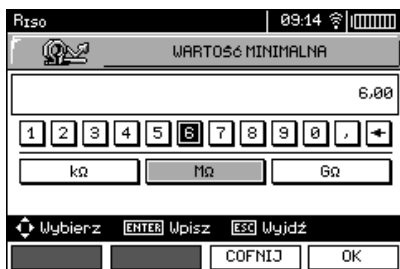 RISO 09:14
WARTOŚĆ MINIMALNA
6,00
1 2 3 4 5 6 7 8 9 0 ,
kΩ MΩ GΩ
Wybierz ENTER Wpisz ESC Wyjdź
COFNIJ OK